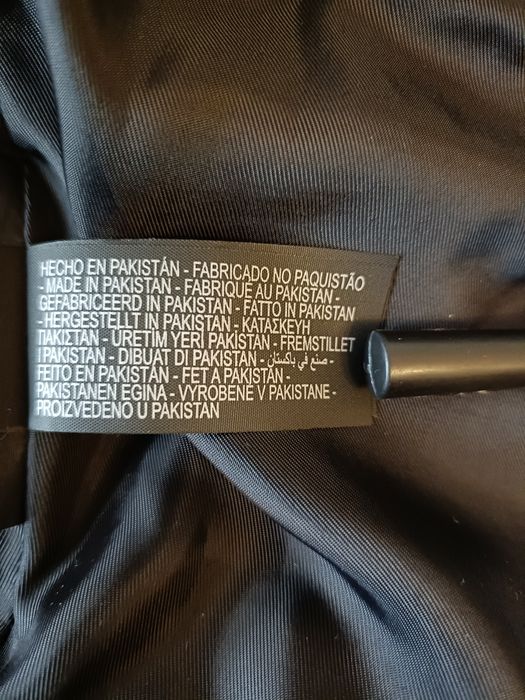 HECHO EN PAKISTÁN - FABRICADO NO PAQUISTÃO
- MADE IN PAKISTAN - FABRIQUÉ AU PAKISTAN -
GEFABRICEERD IN PAKISTAN - FATTO IN PAKISTAN
- HERGESTELLT IN PAKISTAN - ΚΑΤΑΣΚΕΥΗ
ΠΑΚΙΣΤΑΝ - ÜRETİM YERİ PAKISTAN - FREMSTILLET
I PAKISTAN - DIBUAT DI PAKISTAN - صنع في باكستان -
FEITO EN PAKISTÁN - FET A PAKISTAN -
PAKISTANEN EGINA - VYROBENÉ V PAKISTANE -
PROIZVEDENO U PAKISTAN